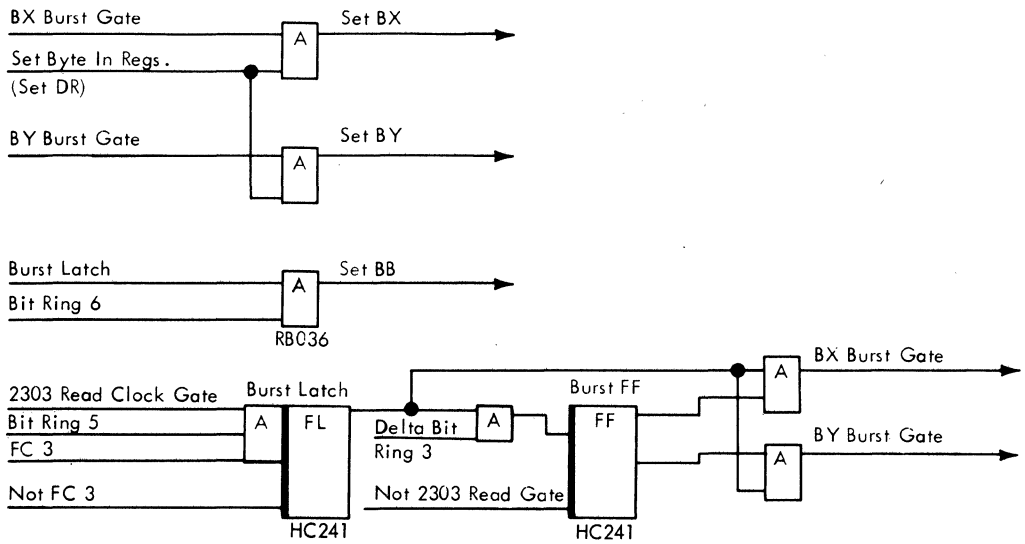 BX Burst Gate
Set BX
A
Set Byte In Regs.
(Set DR)
BY Burst Gate
Set BY
A
Burst Latch
Set BB
A
Bit Ring 6
RB036
BX Burst Gate
A
2303 Read Clock Gate
Burst Latch
Burst FF
Bit Ring 5
A
FL
Delta Bit
Ring 3
A
FF
FC 3
BY Burst Gate
A
Not FC 3
Not 2303 Read Gate
HC241
HC241